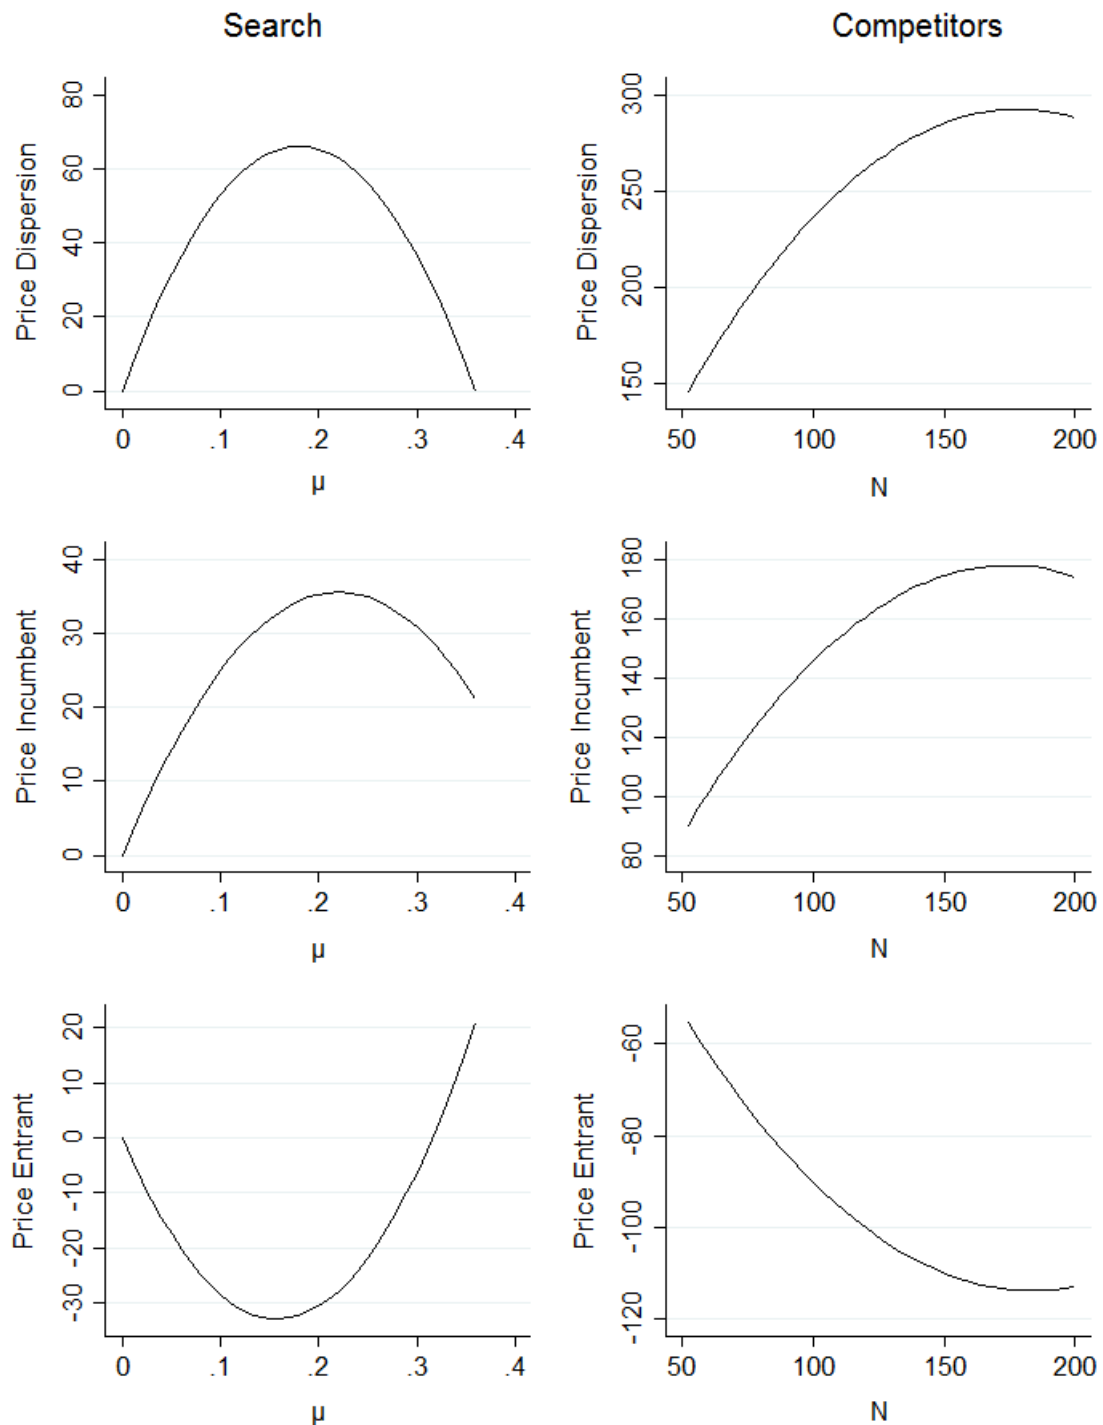 Search
Competitors
Price Dispersion
80
60
40
20
0
0 .1 .2 .3 .4
µ
Price Dispersion
300
250
200
150
50 100 150 200
N
Price Incumbent
40
30
20
10
0
0 .1 .2 .3 .4
µ
Price Incumbent
180
160
140
120
100
80
50 100 150 200
N
Price Entrant
20
10
0
-10
-20
-30
0 .1 .2 .3 .4
µ
Price Entrant
-60
-80
-100
-120
50 100 150 200
N